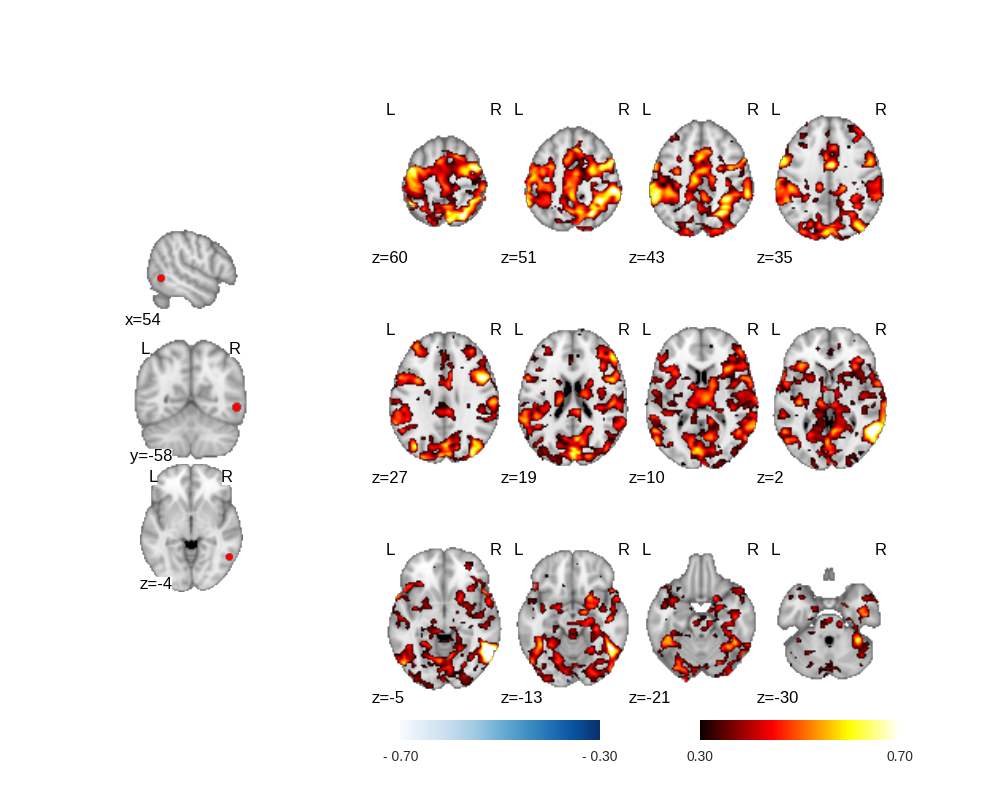 L R L R L R L R
z=60 z=51 z=43 z=35
x=54
L R
y=-58
L R
z=-4
L R L R L R L R
z=27 z=19 z=10 z=2
L R L R L R L R
z=-5 z=-13 z=-21 z=-30
- 0.70 - 0.30 0.30 0.70